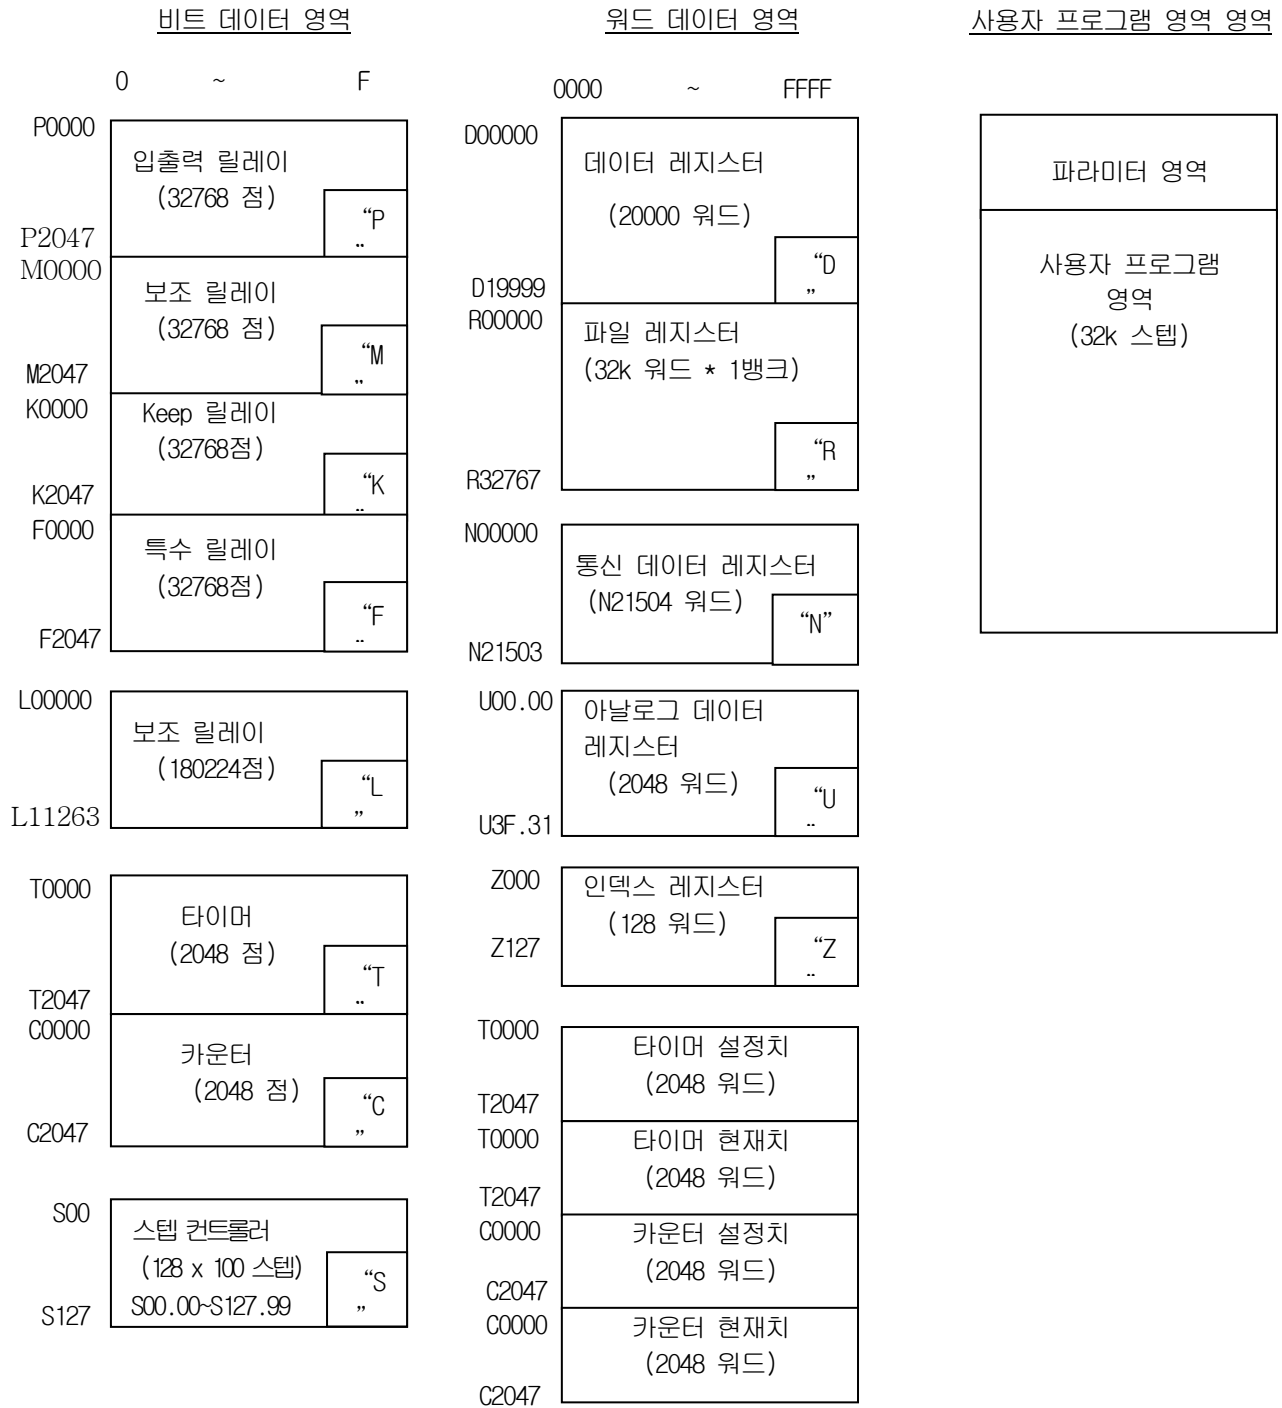 비트 데이터 영역
0 ~ F
P0000
입출력 릴레이
(32768 점)
“P
”
P2047
M0000
보조 릴레이
(32768 점)
“M
”
M2047
K0000
Keep 릴레이
(32768점)
“K
”
K2047
F0000
특수 릴레이
(32768점)
“F
”
F2047
L00000
보조 릴레이
(180224점)
“L
”
L11263
T0000
타이머
(2048 점)
“T
”
T2047
C0000
카운터
(2048 점)
“C
”
C2047
S00
스텝 컨트롤러
(128 x 100 스텝)
S00.00~S127.99
“S
”
S127
워드 데이터 영역
0000 ~ FFFF
D00000
데이터 레지스터
(20000 워드)
“D
”
D19999
R00000
파일 레지스터
(32k 워드 * 1뱅크)
“R
”
R32767
N00000
통신 데이터 레지스터
(N21504 워드)
“N”
N21503
U00.00
아날로그 데이터
레지스터
(2048 워드)
“U
”
U3F.31
Z000
인덱스 레지스터
(128 워드)
Z127
“Z
”
T0000
타이머 설정치
(2048 워드)
T2047
T0000
타이머 현재치
(2048 워드)
T2047
C0000
카운터 설정치
(2048 워드)
C2047
C0000
카운터 현재치
(2048 워드)
C2047
사용자 프로그램 영역 영역
파라미터 영역
사용자 프로그램
영역
(32k 스텝)